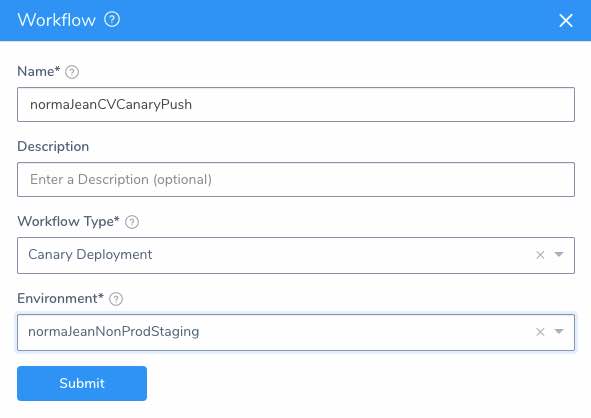 Workflow ?
Name* ?
normaJeanCVCanaryPush
Description
Enter a Description (optional)
Workflow Type* ?
Canary Deployment
Environment* ?
normaJeanNonProdStaging
Submit